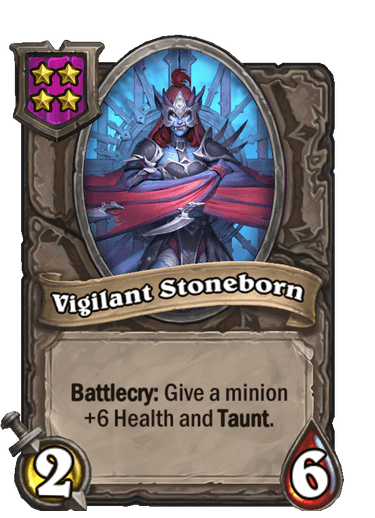 Vigilant Stoneborn
Battlecry: Give a minion
+6 Health and Taunt.
2
6